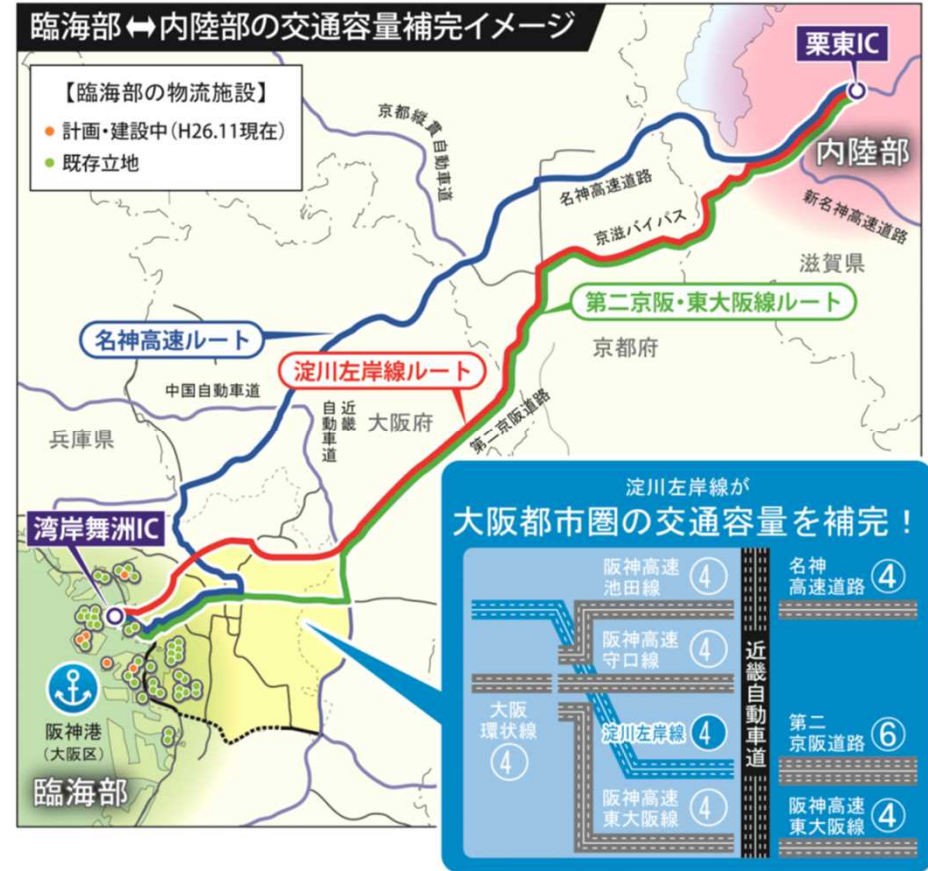 臨海部⬌内陸部の交通容量補完イメージ
【臨海部の物流施設】
計画・建設中(H26.11現在)
既存立地
栗東IC
内陸部
京都縦貫自動車道
名神高速道路
京滋バイパス
新名神高速道路
滋賀県
第二京阪・東大阪線ルート
名神高速ルート
京都府
淀川左岸線ルート
中国自動車道
近畿
自動車道
大阪府
第二京阪道路
兵庫県
湾岸舞洲IC
阪神港
(大阪区)
臨海部
淀川左岸線が
大阪都市圏の交通容量を補完!
阪神高速
池田線
④
名神
高速道路
④
阪神高速
守口線
④
近畿自動車道
大阪
環状線
④
淀川左岸線
④
第二
京阪道路
⑥
阪神高速
東大阪線
④
阪神高速
東大阪線
④